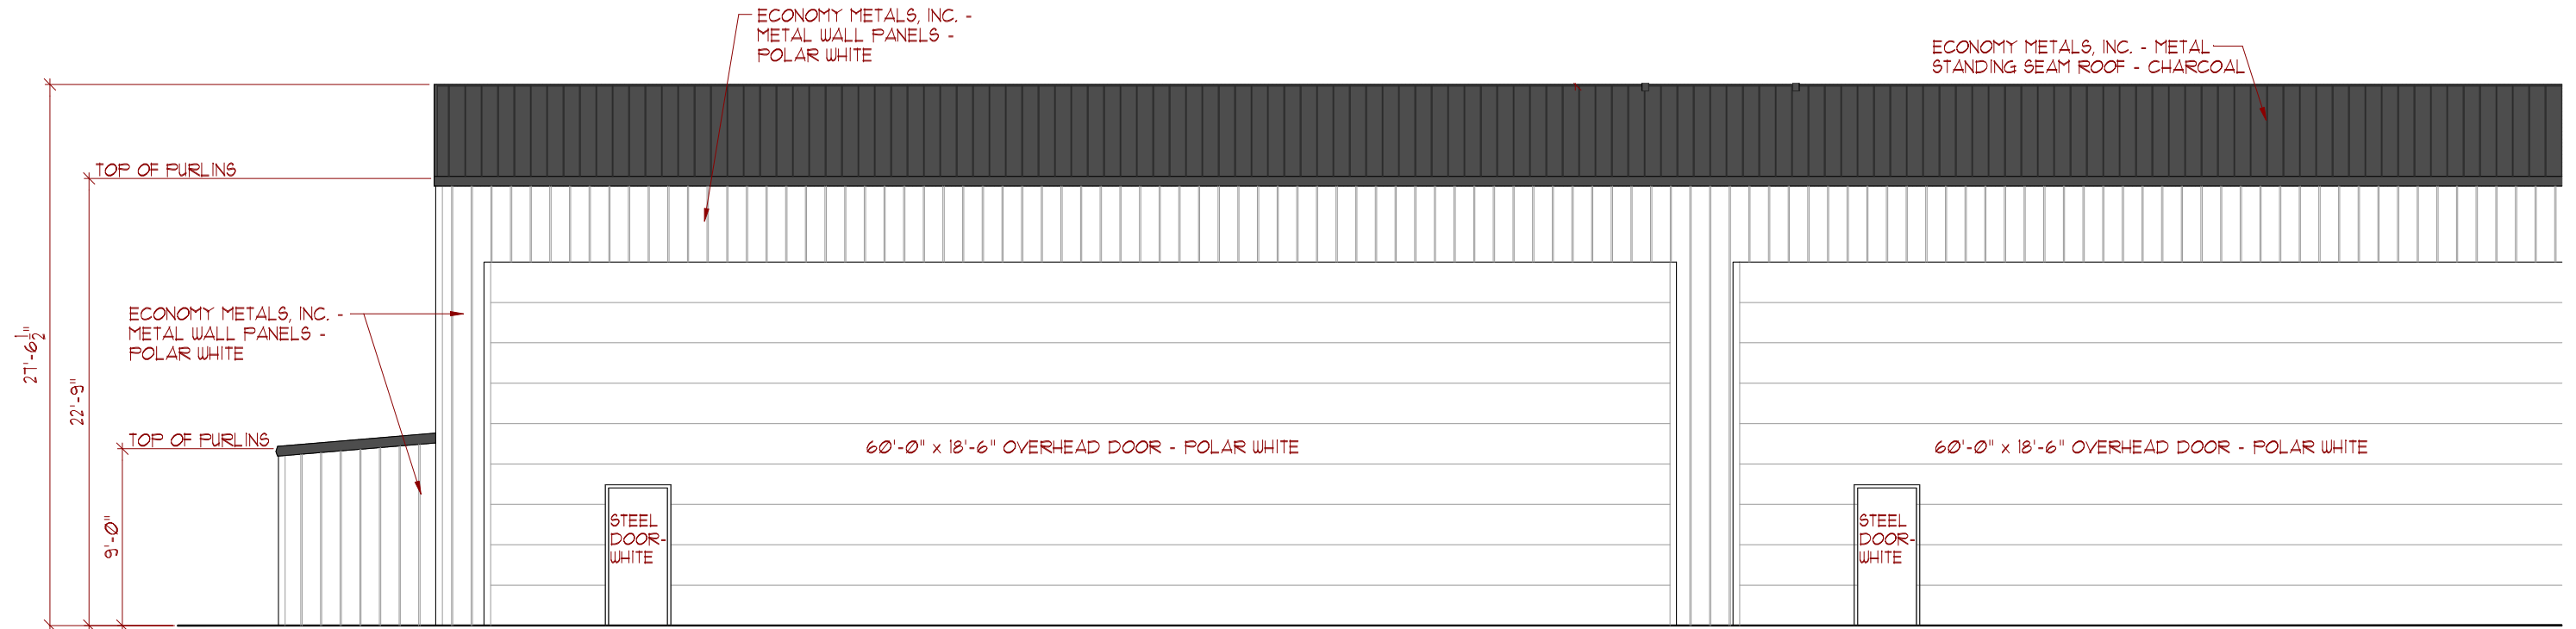 ECONOMY METALS, INC. -
METAL WALL PANELS -
POLAR WHITE
ECONOMY METALS, INC. - METAL
STANDING SEAM ROOF - CHARCOAL
TOP OF PURLINS
ECONOMY METALS, INC. -
METAL WALL PANELS -
POLAR WHITE
27'-6 1/2"
22'-9"
TOP OF PURLINS
9'-0"
60'-0" x 18'-6" OVERHEAD DOOR - POLAR WHITE
60'-0" x 18'-6" OVERHEAD DOOR - POLAR WHITE
STEEL
DOOR-
WHITE
STEEL
DOOR-
WHITE